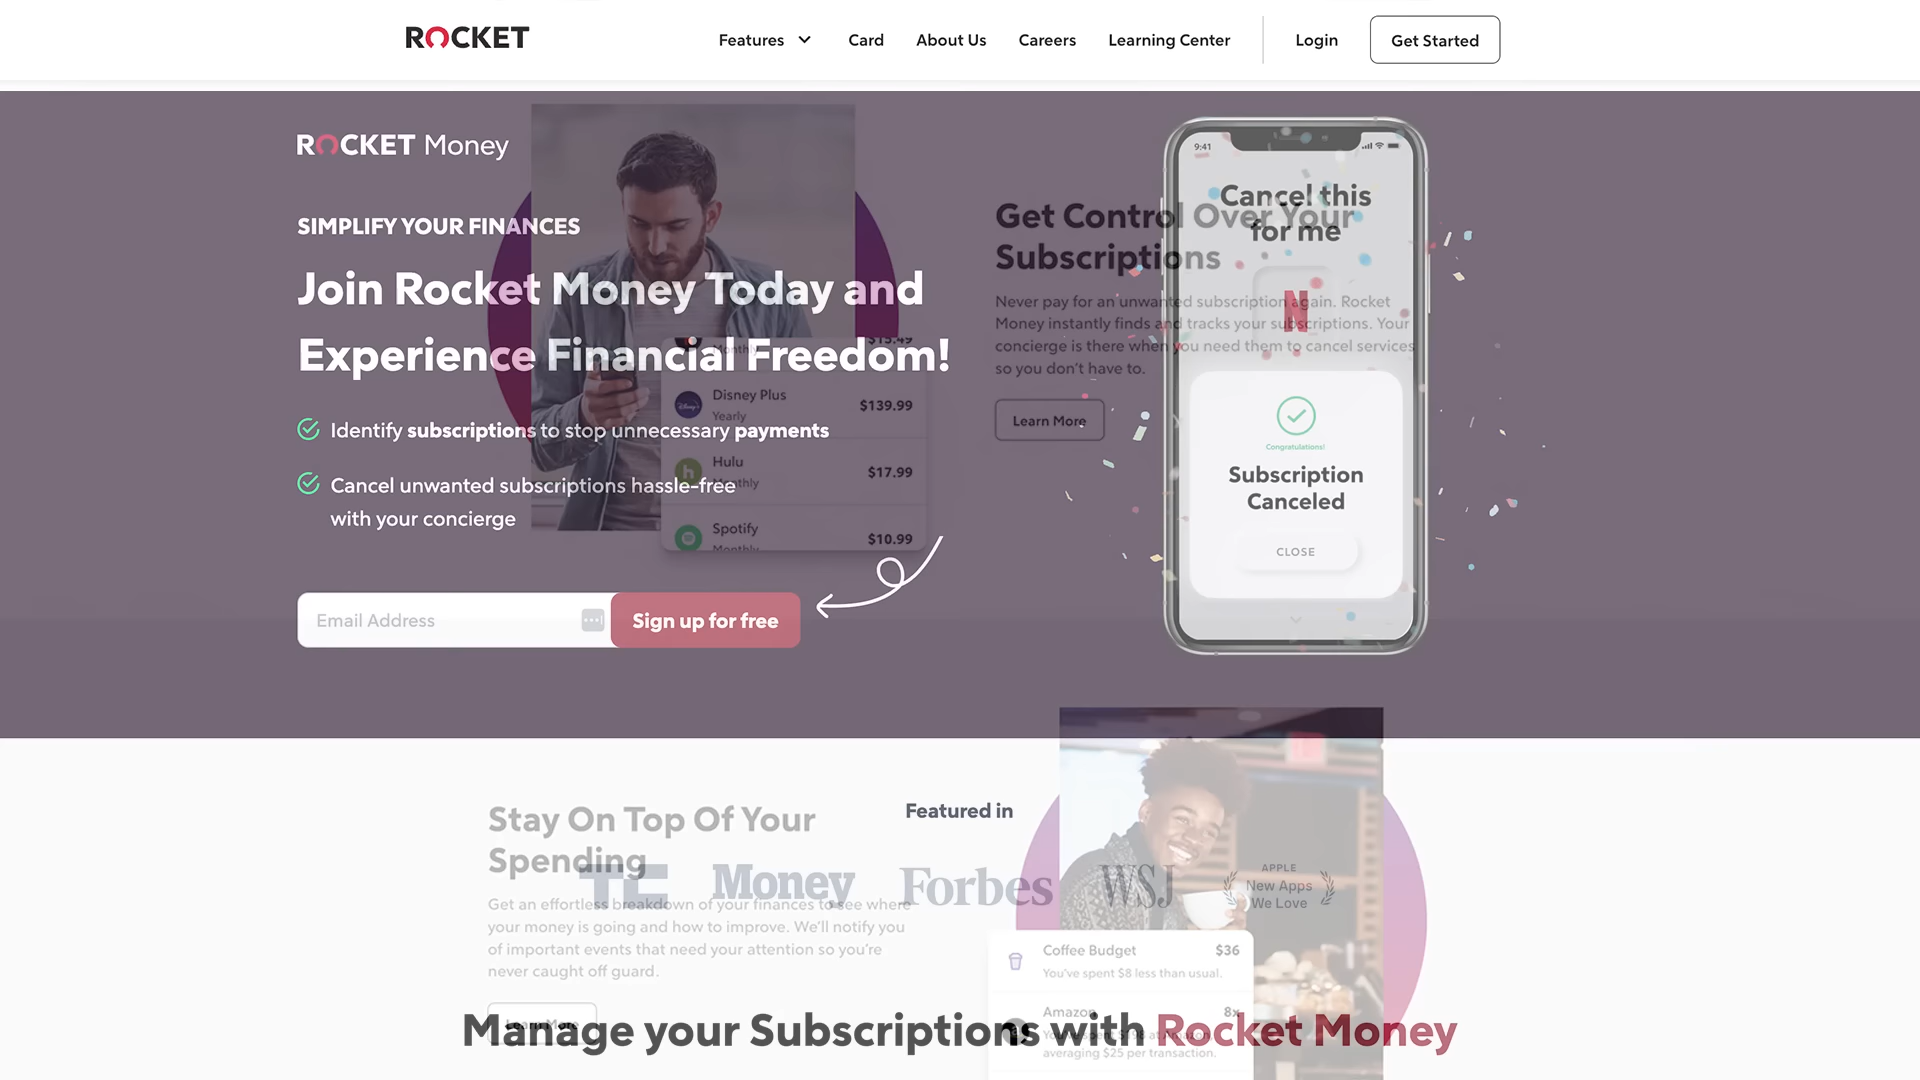 ROCKET
Features
Card
About Us
Careers
Learning Center
Login
Get Started
ROCKET Money
SIMPLIFY YOUR FINANCES
Join Rocket Money Today and
Experience Financial Freedom!
Identify subscriptions to stop unnecessary payments
Cancel unwanted subscriptions hassle-free
with your concierge
Email Address
Sign up for free
Monthly
$15.49
Disney Plus
Yearly
$139.99
Hulu
Monthly
$17.99
Spotify
Monthly
$10.99
Get Control Over Your
Subscriptions
Never pay for an unwanted subscription again. Rocket
Money instantly finds and tracks your subscriptions. Your
concierge is there when you need them to cancel services
so you don't have to.
Learn More
9:41
Cancel this
for me
N
Congratulations!
Subscription
Canceled
CLOSE
Stay On Top Of Your
Spending
Get an effortless breakdown of your finances to see where
your money is going and how to improve. We'll notify you
of important events that need your attention so you're
never caught off guard.
Learn More
Featured in
TC
Money
Forbes
WSJ
APPLE
New Apps
We Love
Coffee Budget
$36
You've spent $8 less than usual.
Amazon
8x
averaging $25 per transaction.
Manage your Subscriptions with Rocket Money